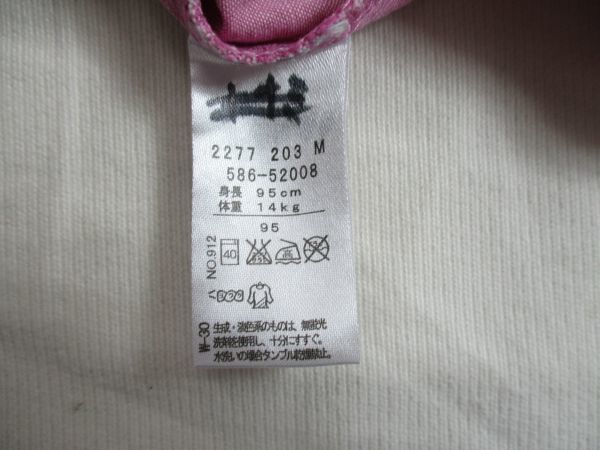 2277 203 M
586-52008
身長 95cm
体重 14kg
95
NO.912
40
W-30
生成・淡色系のものは、無蛍光
洗剤を使用し、十分にすすぐ。
水洗いの場合タンブル乾燥禁止。